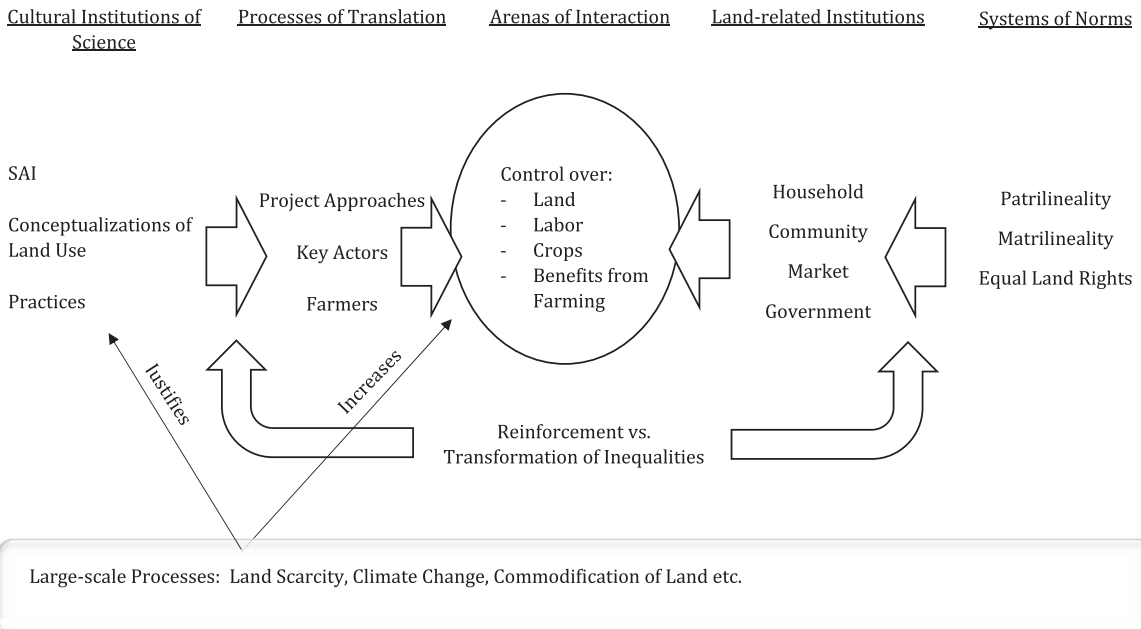 Cultural Institutions of
Science
Processes of Translation
Arenas of Interaction
Land-related Institutions
Systems of Norms
SAI
Conceptualizations of
Land Use
Practices
Project Approaches
Key Actors
Farmers
Control over:
- Land
- Labor
- Crops
- Benefits from
Farming
Household
Community
Market
Government
Patrilineality
Matrilineality
Equal Land Rights
Justifies
Increases
Reinforcement vs.
Transformation of Inequalities
Large-scale Processes: Land Scarcity, Climate Change, Commodification of Land etc.